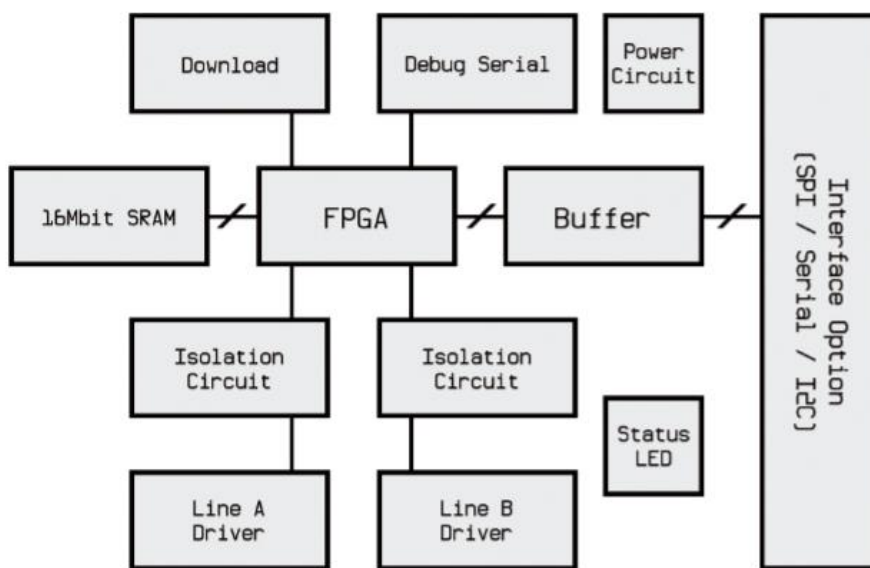 Download
Debug Serial
Power
Circuit
16Mbit SRAM
FPGA
Buffer
Interface Option
(SPI / Serial / I2C)
Isolation
Circuit
Isolation
Circuit
Status
LED
Line A
Driver
Line B
Driver